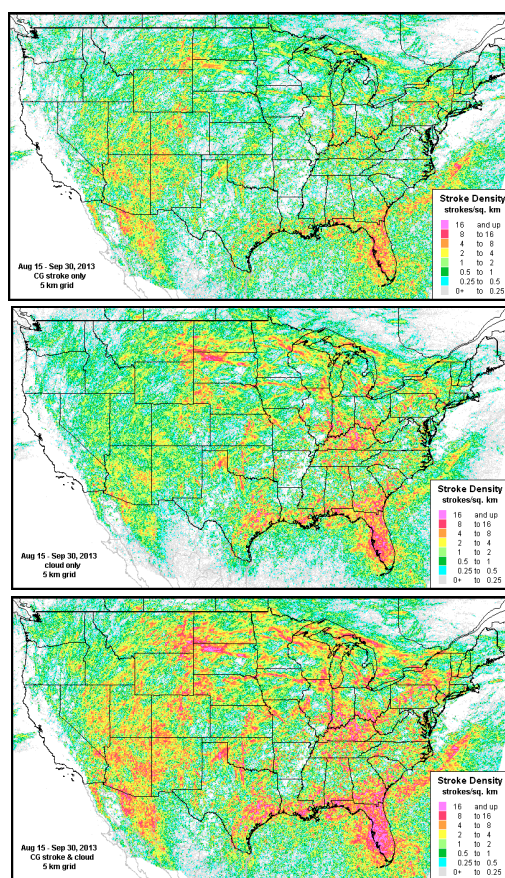 Stroke Density
strokes/sq. km
16 and up
8 to 16
4 to 8
2 to 4
1 to 2
0.5 to 1
0.25 to 0.5
0+ to 0.25
Aug 15 - Sep 30, 2013
CG stroke only
5 km grid
Stroke Density
strokes/sq. km
16 and up
8 to 16
4 to 8
2 to 4
1 to 2
0.5 to 1
0.25 to 0.5
0+ to 0.25
Aug 15 - Sep 30, 2013
cloud only
5 km grid
Stroke Density
strokes/sq. km
16 and up
8 to 16
4 to 8
2 to 4
1 to 2
0.5 to 1
0.25 to 0.5
0+ to 0.25
Aug 15 - Sep 30, 2013
CG stroke & cloud
5 km grid